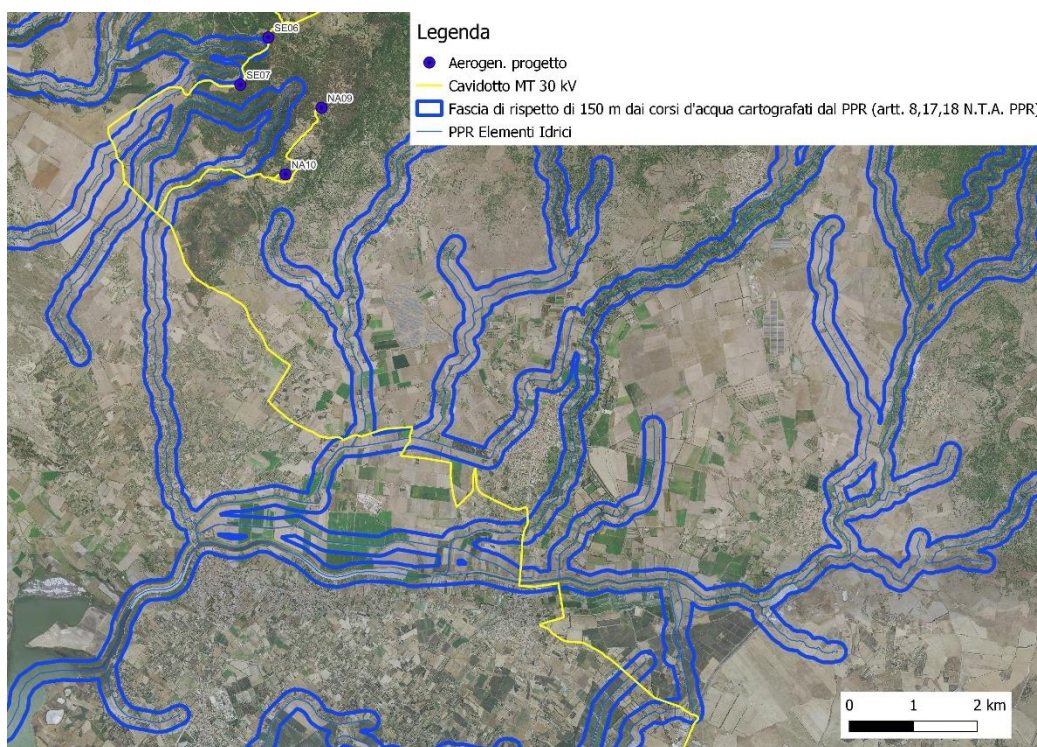 SE06
SE07
NA09
NA10
Legenda
Aerogen. progetto
Cavidotto MT 30 kV
Fascia di rispetto di 150 m dai corsi d'acqua cartografati dal PPR (artt. 8,17,18 N.T.A. PPR)
PPR Elementi Idrici
0 1 2 km